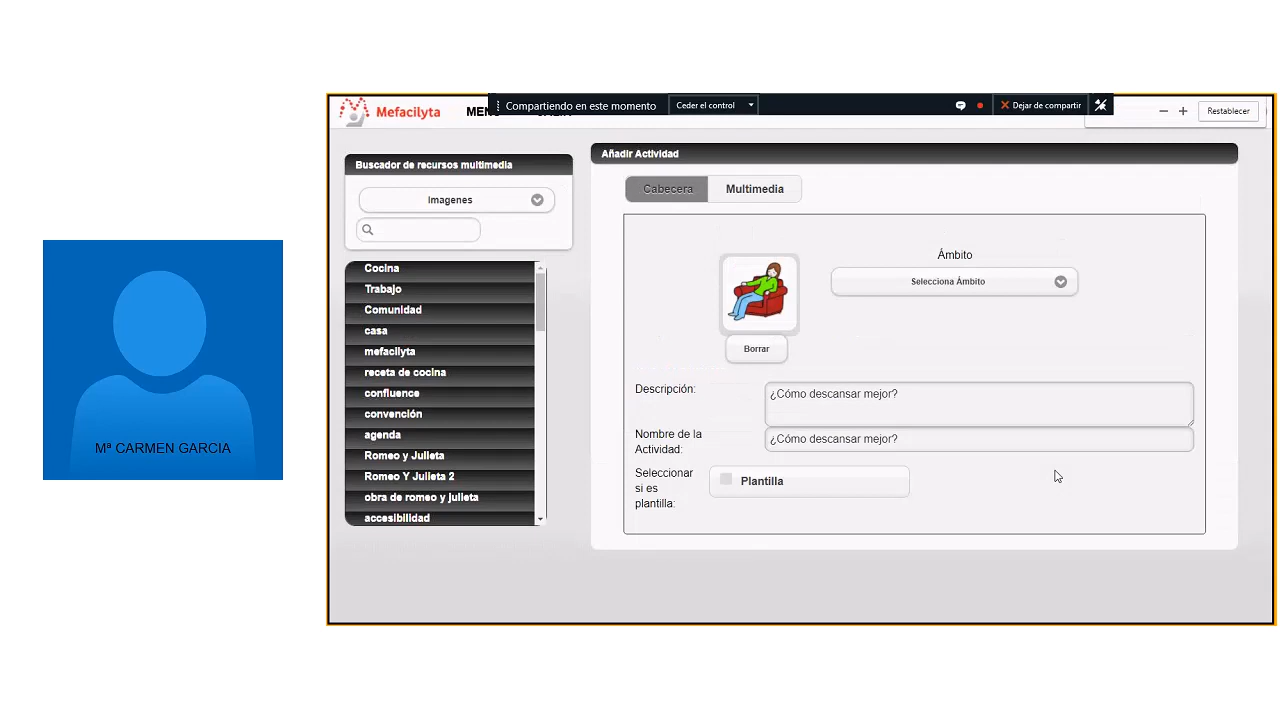 Mª CARMEN GARCIA
Mefacilyta
Compartiendo en este momento
Ceder el control
Dejar de compartir
Restablecer
Buscador de recursos multimedia
Imagenes
Cocina
Trabajo
Comunidad
casa
mefacilyta
receta de cocina
confluence
convención
agenda
Romeo y Julieta
Romeo Y Julieta 2
obra de romeo y julieta
accesibilidad
Añadir Actividad
Cabecera
Multimedia
Ámbito
Selecciona Ámbito
Borrar
Descripción:
¿Cómo descansar mejor?
Nombre de la
Actividad:
¿Cómo descansar mejor?
Seleccionar
si es
plantilla:
Plantilla